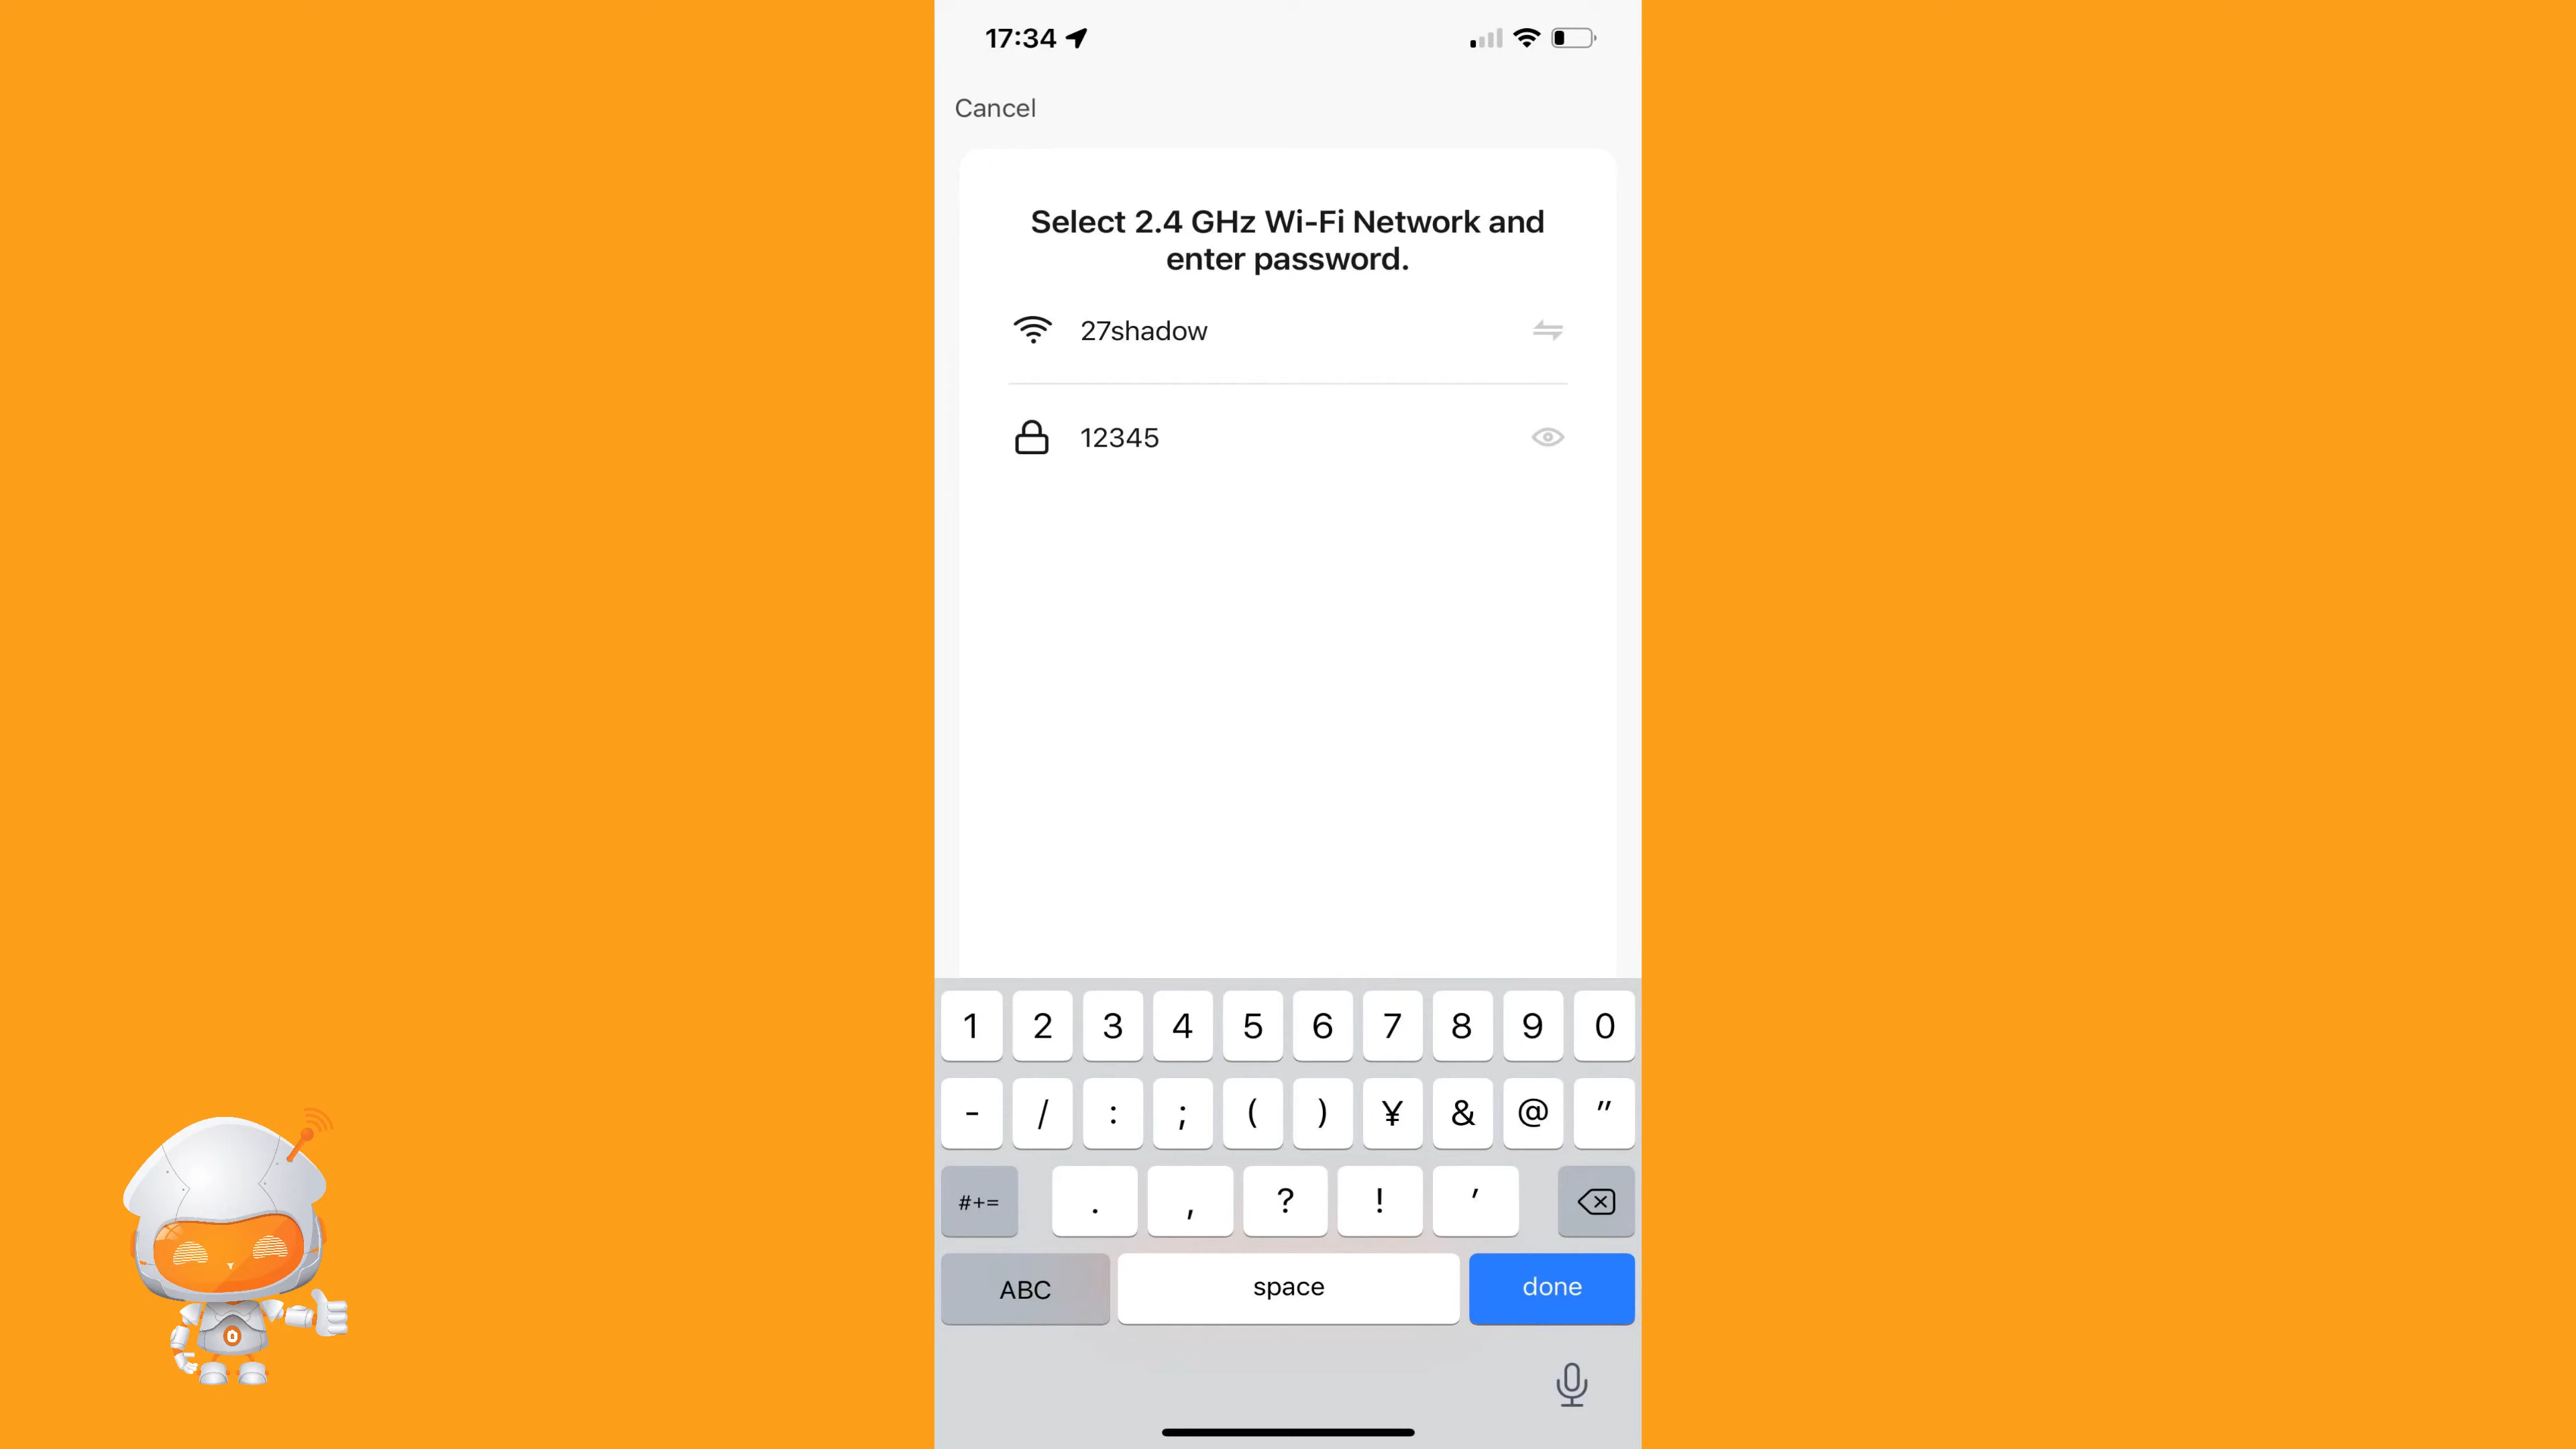 17:34
Cancel
Select 2.4 GHz Wi-Fi Network and
enter password.
27shadow
12345
1 2 3 4 5 6 7 8 9 0
- / : ; ( ) ¥ & @ "
#+= . , ? ! '
ABC space done